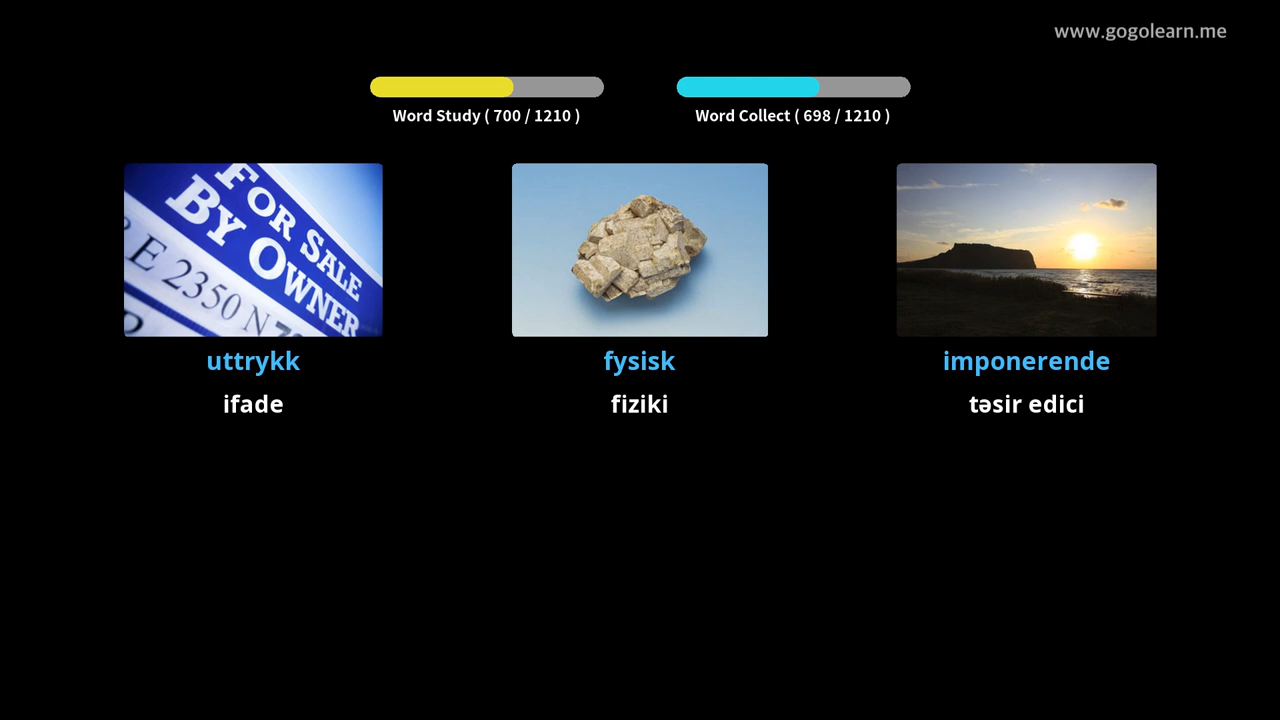 www.gogolearn.me
Word Study ( 700 / 1210 )
Word Collect ( 698 / 1210 )
FOR SALE
BY OWNER
E 2350 N
uttrykk
fysisk
imponerende
ifade
fiziki
təsir edici